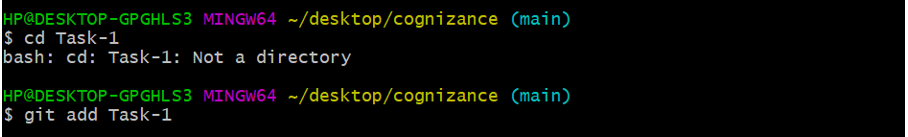 HP@DESKTOP-GPGHLS3 MINGW64 ~/desktop/cognizance (main)
$ cd Task-1
bash: cd: Task-1: Not a directory
HP@DESKTOP-GPGHLS3 MINGW64 ~/desktop/cognizance (main)
$ git add Task-1